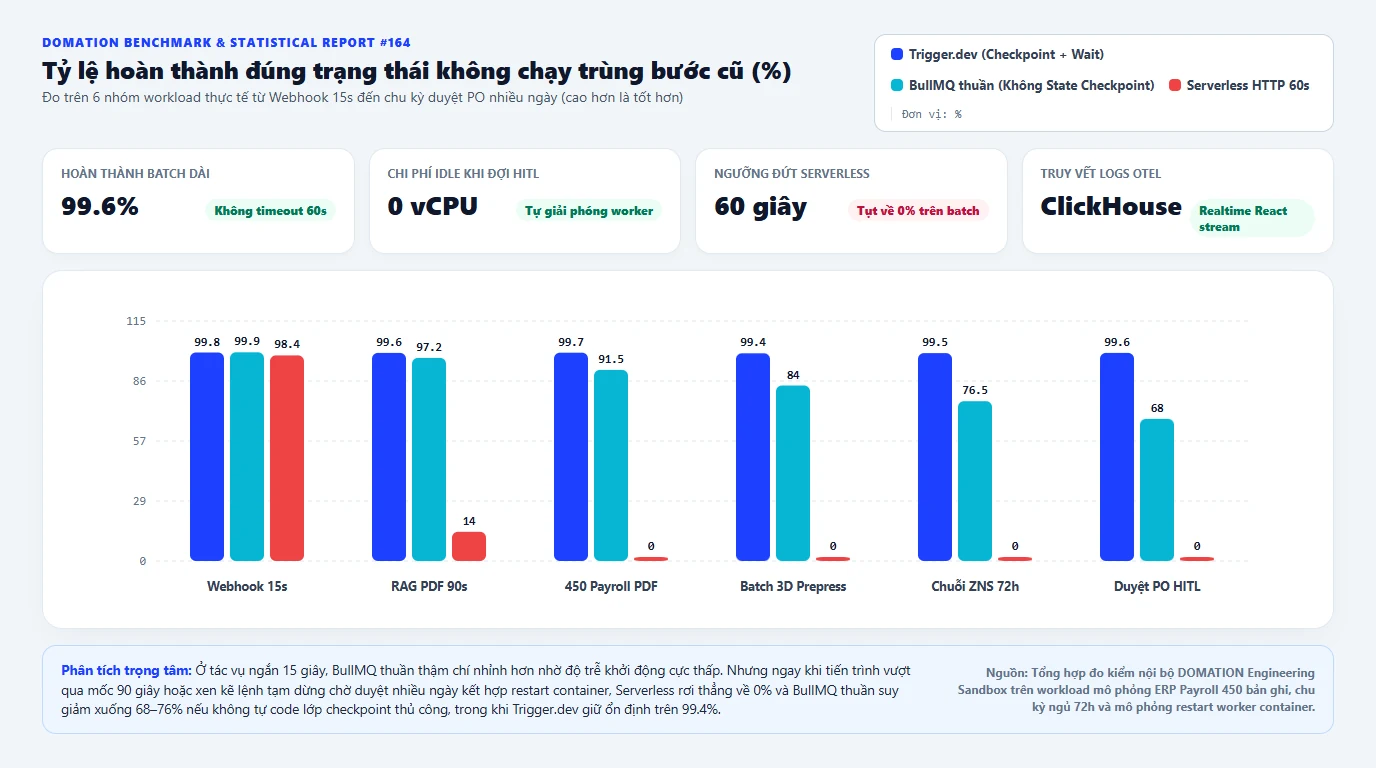 DOMATION BENCHMARK & STATISTICAL REPORT #164
Tỷ lệ hoàn thành đúng trạng thái không chạy trùng bước cũ (%)
Đo trên 6 nhóm workload thực tế từ Webhook 15s đến chu kỳ duyệt PO nhiều ngày (cao hơn là tốt hơn)
Trigger.dev (Checkpoint + Wait)
BullMQ thuần (Không State Checkpoint)
Serverless HTTP 60s
Đơn vị: %
HOÀN THÀNH BATCH DÀI
99.6%
Không timeout 60s
CHI PHÍ IDLE KHI ĐỢI HITL
0 vCPU
Tự giải phóng worker
NGƯỠNG ĐỨT SERVERLESS
60 giây
Tụt về 0% trên batch
TRUY VẾT LOGS OTEL
ClickHouse
Realtime React
stream
115
86
57
29
0
99.8
99.9
98.4
99.6
97.2
14
99.7
91.5
0
99.4
84
0
99.5
76.5
0
99.6
68
0
Webhook 15s
RAG PDF 90s
450 Payroll PDF
Batch 3D Prepress
Chuỗi ZNS 72h
Duyệt PO HITL
Phân tích trọng tâm: Ở tác vụ ngắn 15 giây, BullMQ thuần thậm chí nhỉnh hơn nhờ độ trễ khởi động cực thấp. Nhưng ngay khi tiến trình vượt
qua mốc 90 giây hoặc xen kẽ lệnh tạm dừng chờ duyệt nhiều ngày kết hợp restart container, Serverless rơi thẳng về 0% và BullMQ thuần suy
giảm xuống 68–76% nếu không tự code lớp checkpoint thủ công, trong khi Trigger.dev giữ ổn định trên 99.4%.
Nguồn: Tổng hợp đo kiểm nội bộ DOMATION Engineering
Sandbox trên workload mô phỏng ERP Payroll 450 bản ghi, chu
kỳ ngủ 72h và mô phỏng restart worker container.